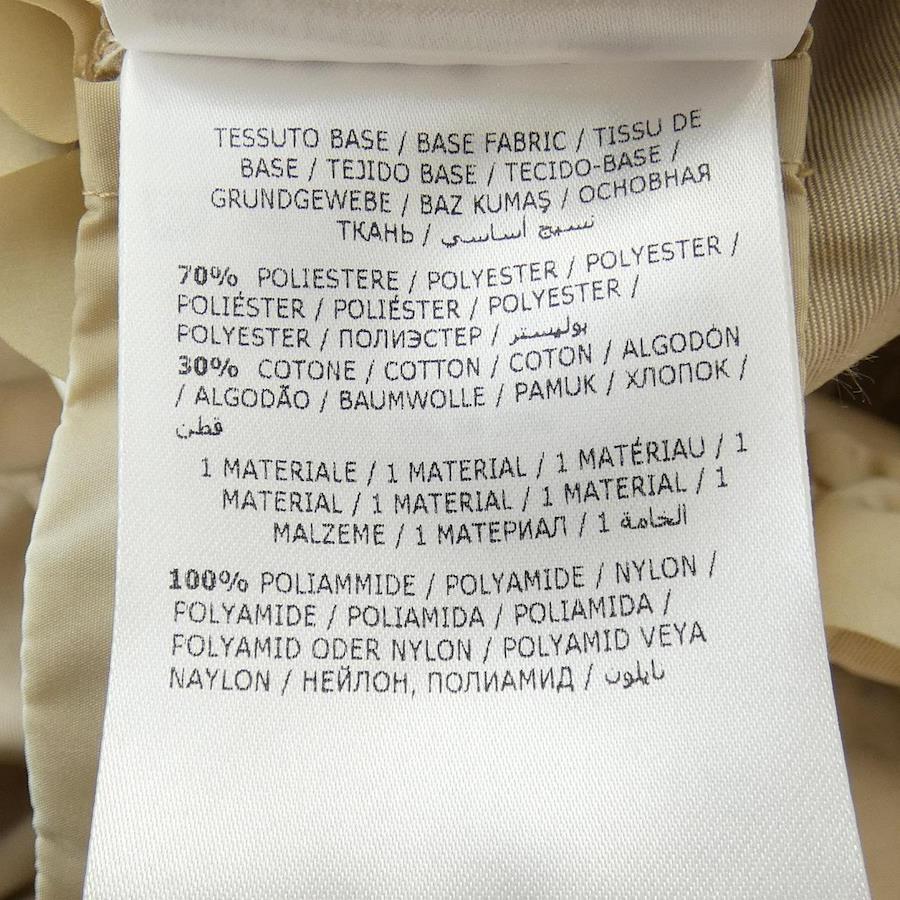 TESSUTO BASE / BASE FABRIC / TISSU DE
BASE / TEJIDO BASE / TECIDO-BASE /
GRUNDGEWEBE / BAZ KUMAŞ / ОСНОВНАЯ
ТКАНЬ / نسيج أساسي
70% POLIESTERE / POLYESTER / POLYESTER /
POLIÉSTER / POLIÉSTER / POLYESTER /
POLYESTER / ПОЛИЭСТЕР / بوليستر
30% COTONE / COTTON / COTON / ALGODÓN
/ ALGODÃO / BAUMWOLLE / PAMUK / ХЛОПОК /
قطن
1 MATERIALE / 1 MATERIAL / 1 MATÉRIAU / 1
MATERIAL / 1 MATERIAL / 1 MATERIAL / 1
MALZEME / 1 МАТЕРИАЛ / 1 الخامة
100% POLIAMMIDE / POLYAMIDE / NYLON /
POLYAMIDE / POLIAMIDA / POLIAMIDA /
POLYAMID ODER NYLON / POLYAMID VEYA
NAYLON / НЕЙЛОН, ПОЛИАМИД / نايلون